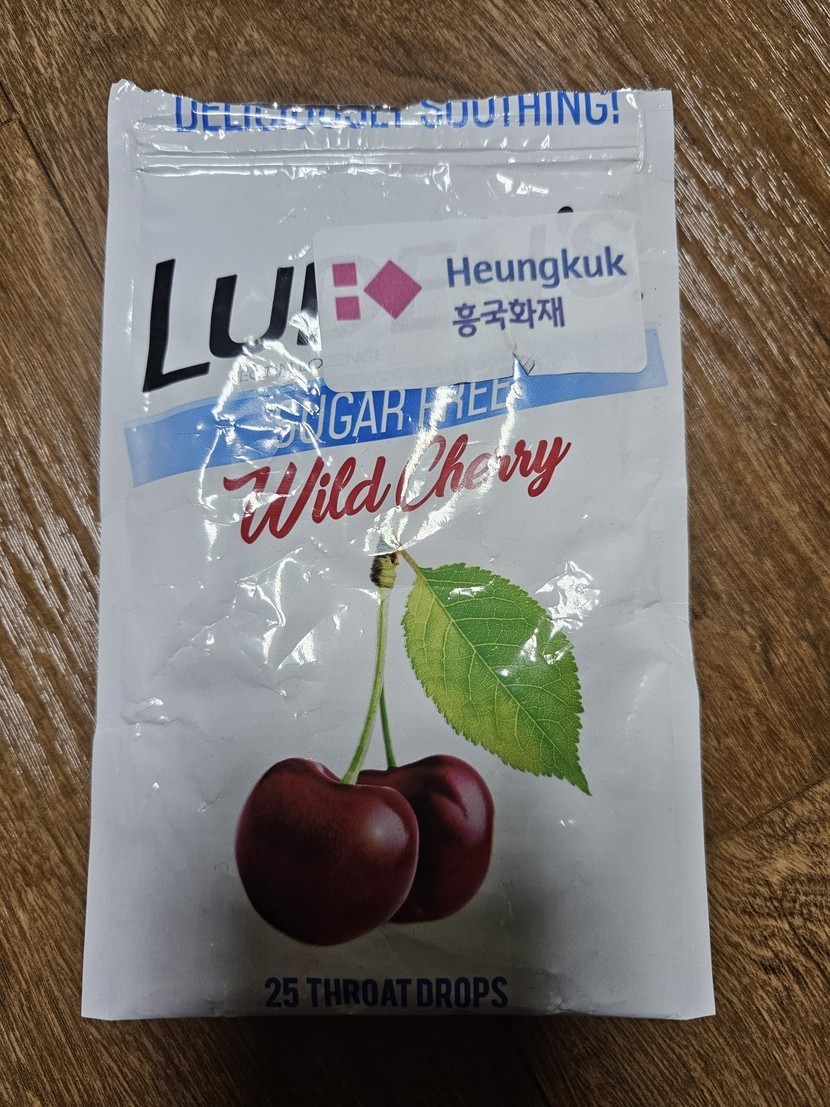 DELICIOUSLY SOOTHING!
Heungkuk
흥국화재
SUGAR FREE
Wild Cherry
25 THROAT DROPS